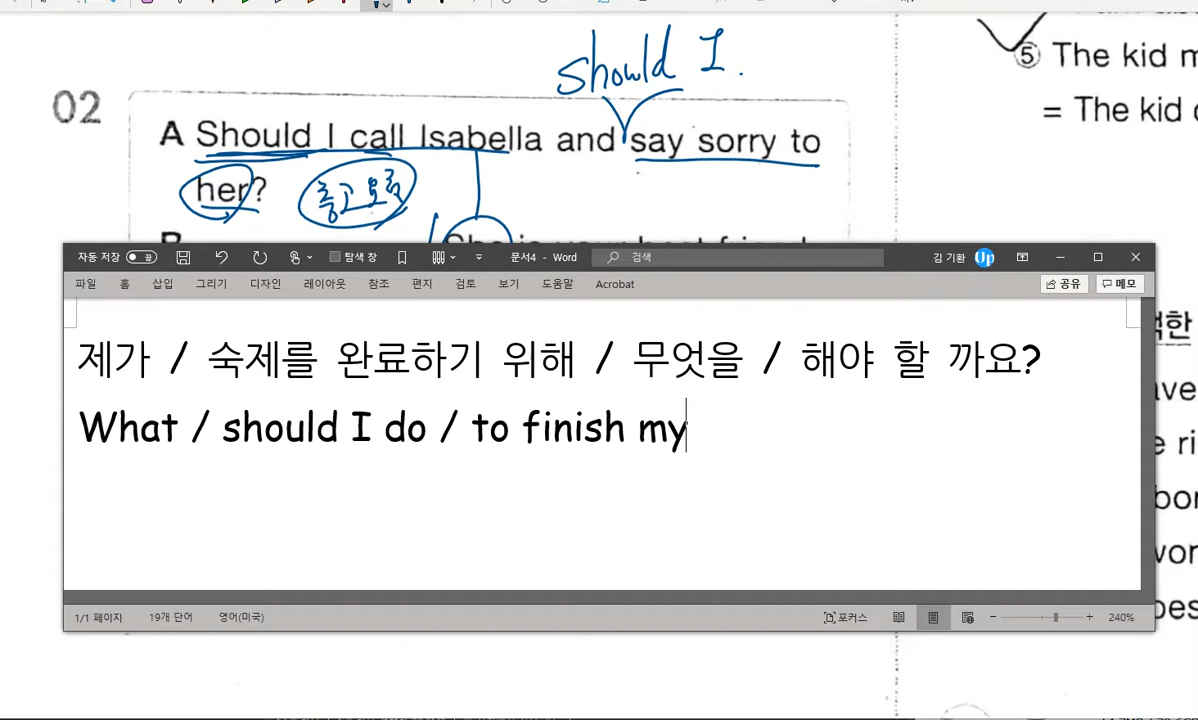 should I.
⑤ The kid m
= The kid
02
A Should I call Isabella and say sorry to
her?
충고 요청
자동 저장 끌 탐색 창 문서4 - Word 검색 김 기환 Up
파일 홈 삽입 그리기 디자인 레이아웃 참조 편지 검토 보기 도움말 Acrobat 공유 메모
제가 / 숙제를 완료하기 위해 / 무엇을 / 해야 할 까요?
What / should I do / to finish my
1/1 페이지 19개 단어 영어(미국) 포커스 240%